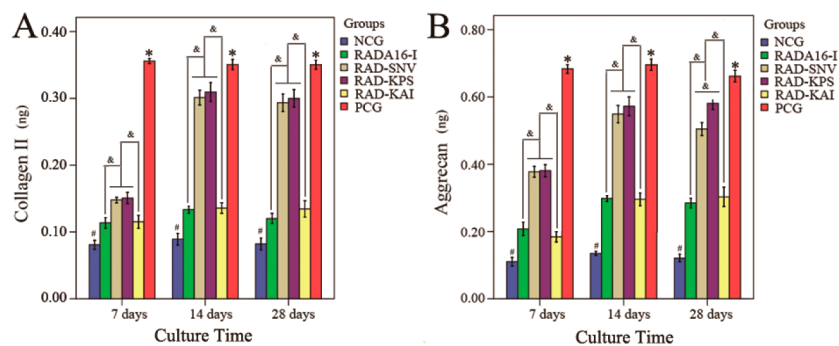 A
Collagen II (ng)
0.40
0.30
0.20
0.10
0.00
&
&
*
#
&
&
*
#
&
&
*
#
7 days
14 days
28 days
Culture Time
Groups
NCG
RADA16-I
RAD-SNV
RAD-KPS
RAD-KAI
PCG
B
Aggrecan (ng)
0.80
0.60
0.40
0.20
0.00
&
&
*
#
&
&
*
#
&
&
&
*
#
7 days
14 days
28 days
Culture Time
Groups
NCG
RADA16-I
RAD-SNV
RAD-KPS
RAD-KAI
PCG